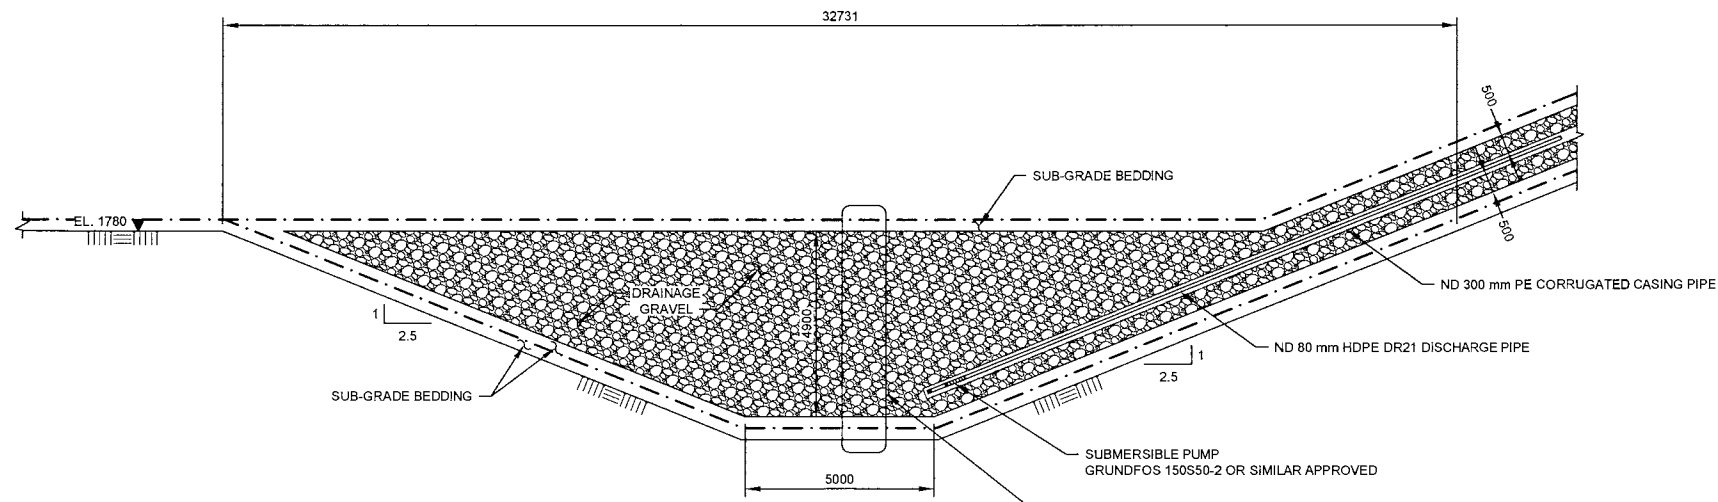 32731
500
SUB-GRADE BEDDING
EL. 1780
500
ND 300 mm PE CORRUGATED CASING PIPE
DRAINAGE
GRAVEL
4900
1
2.5
ND 80 mm HDPE DR21 DISCHARGE PIPE
1
2.5
SUB-GRADE BEDDING
SUBMERSIBLE PUMP
GRUNDFOS 150S50-2 OR SIMILAR APPROVED
5000